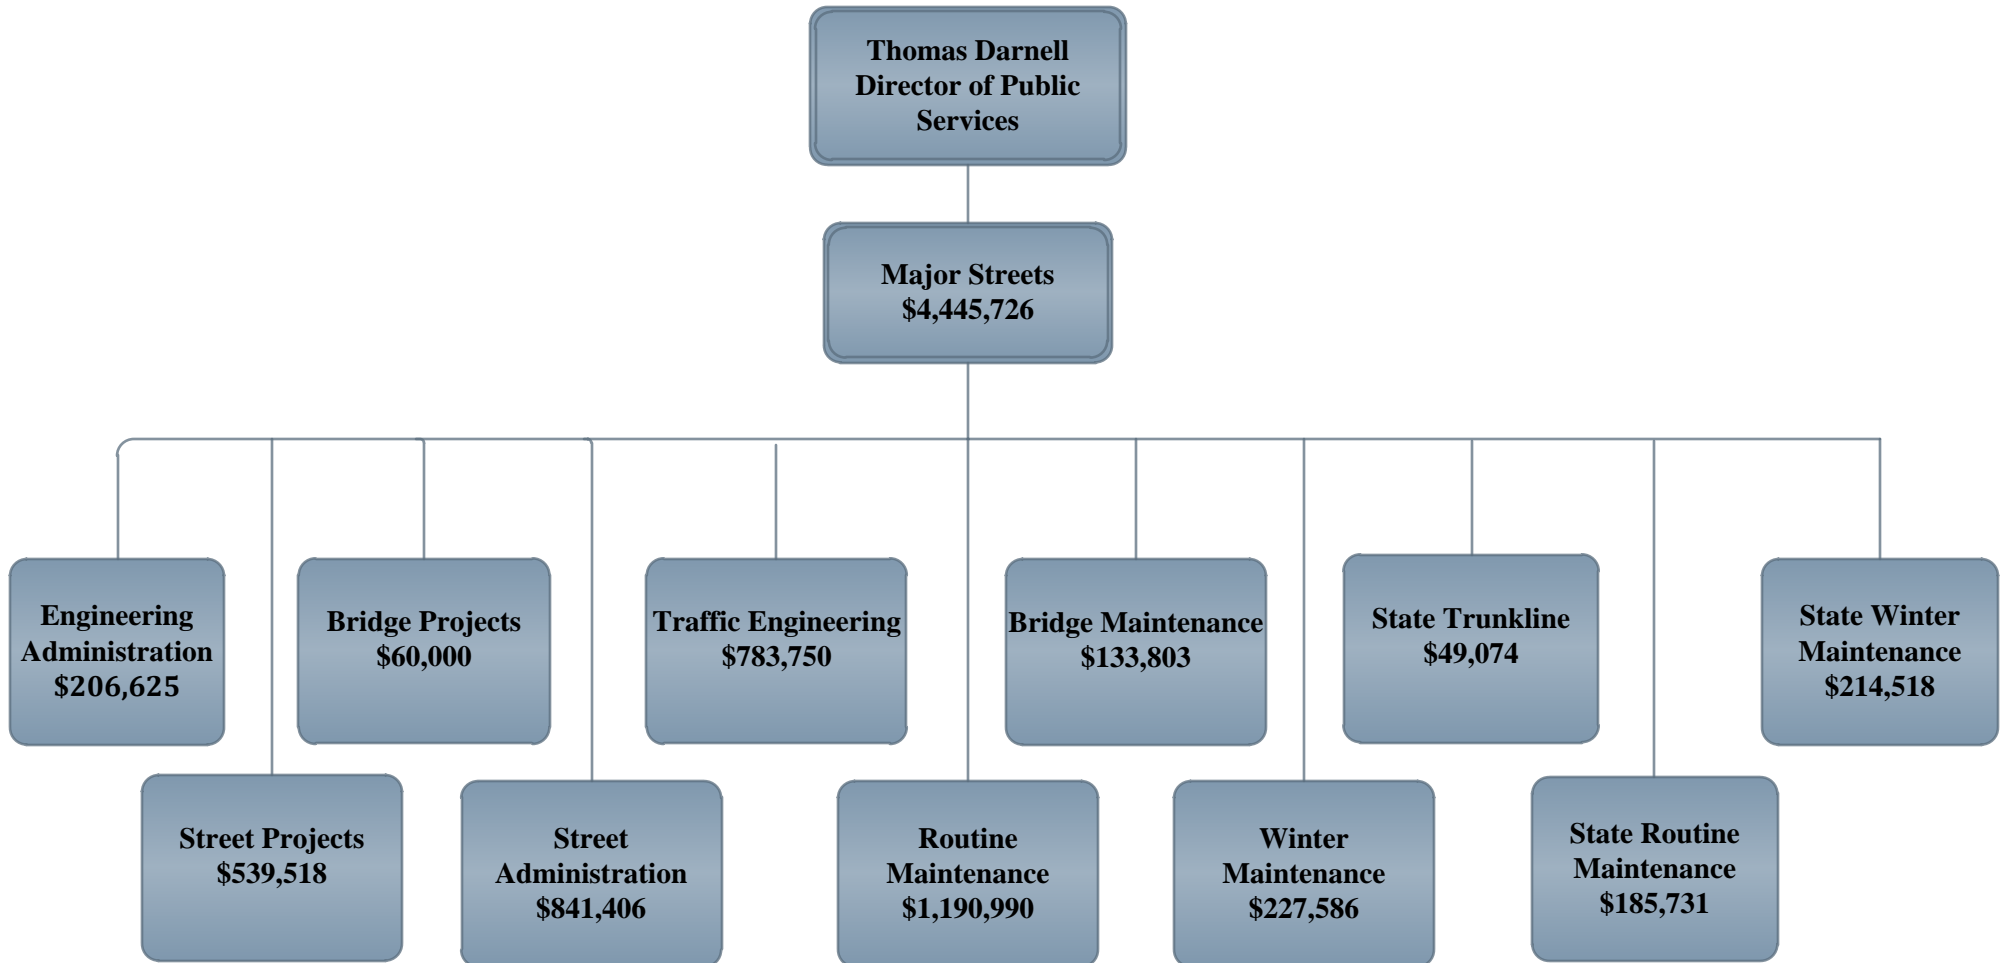 Thomas Darnell
Director of Public
Services
Major Streets
$4,445,726
Engineering
Administration
$206,625
Bridge Projects
$60,000
Traffic Engineering
$783,750
Bridge Maintenance
$133,803
State Trunkline
$49,074
State Winter
Maintenance
$214,518
Street Projects
$539,518
Street
Administration
$841,406
Routine
Maintenance
$1,190,990
Winter
Maintenance
$227,586
State Routine
Maintenance
$185,731